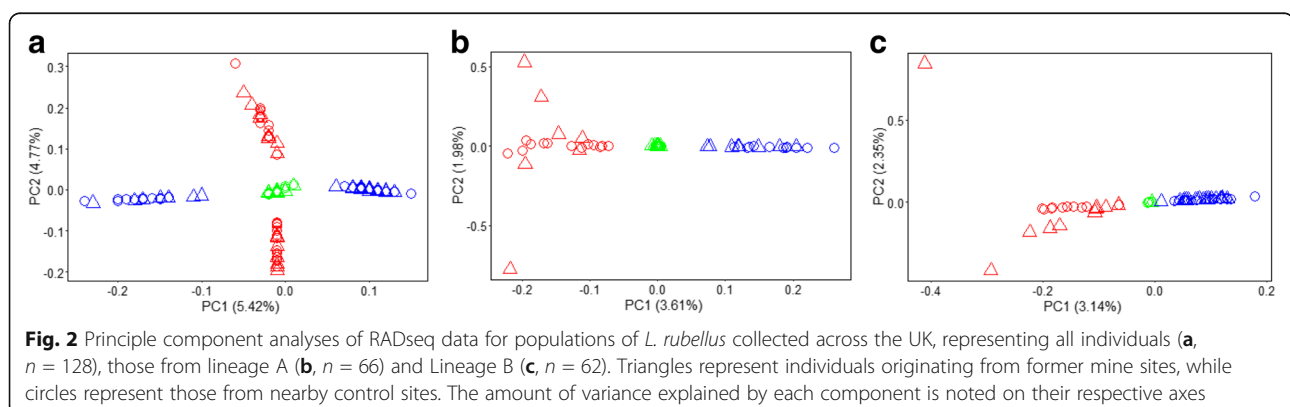 a
b
c
0.3
0.2
0.1
0.0
-0.1
-0.2
PC2 (4.77%)
-0.2
-0.1
0.0
0.1
PC1 (5.42%)
0.5
0.0
-0.5
PC2 (1.98%)
-0.2
-0.1
0.0
0.1
0.2
PC1 (3.61%)
0.5
0.0
PC2 (2.35%)
-0.4
-0.2
0.0
0.2
PC1 (3.14%)
Fig. 2 Principle component analyses of RADseq data for populations of L. rubellus collected across the UK, representing all individuals (a,
n = 128), those from lineage A (b, n = 66) and Lineage B (c, n = 62). Triangles represent individuals originating from former mine sites, while
circles represent those from nearby control sites. The amount of variance explained by each component is noted on their respective axes